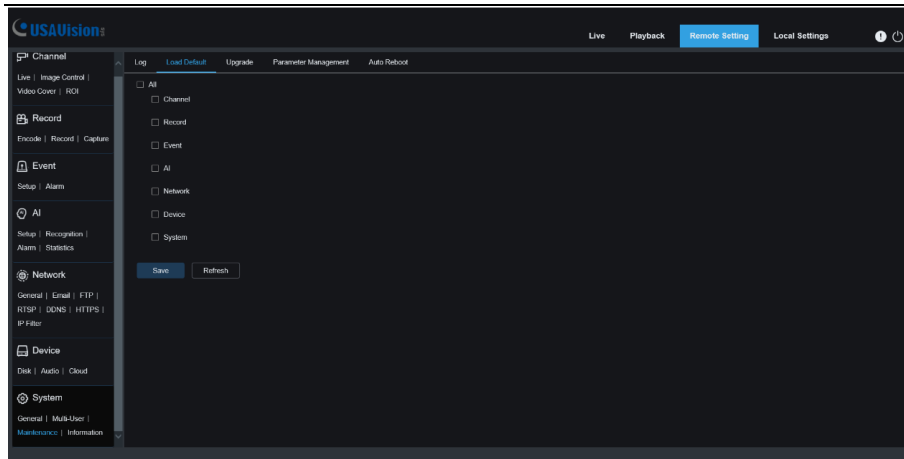 USAVision
Live Playback Remote Setting Local Settings
Channel
Live | Image Control |
Video Cover | ROI
Record
Encode | Record | Capture
Event
Setup | Alarm
AI
Setup | Recognition |
Alarm | Statistics
Network
General | Email | FTP |
RTSP | DDNS | HTTPS |
IP Filter
Device
Disk | Audio | Cloud
System
General | Multi-User |
Maintenance | Information
Log Load Default Upgrade Parameter Management Auto Reboot
All
Channel
Record
Event
AI
Network
Device
System
Save Refresh